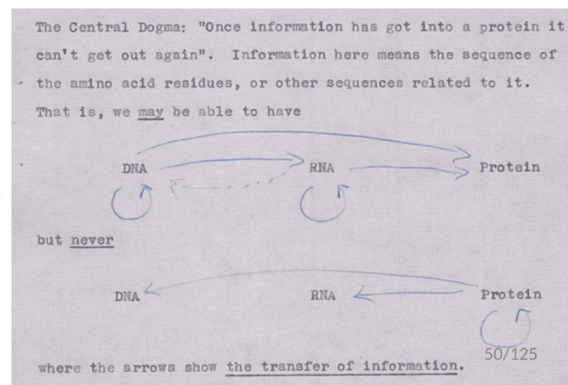 The Central Dogma: "Once information has got into a protein it
can't get out again". Information here means the sequence of
the amino acid residues, or other sequences related to it.
That is, we may be able to have
DNA RNA Protein
but never
DNA RNA Protein
50/125
where the arrows show the transfer of information.